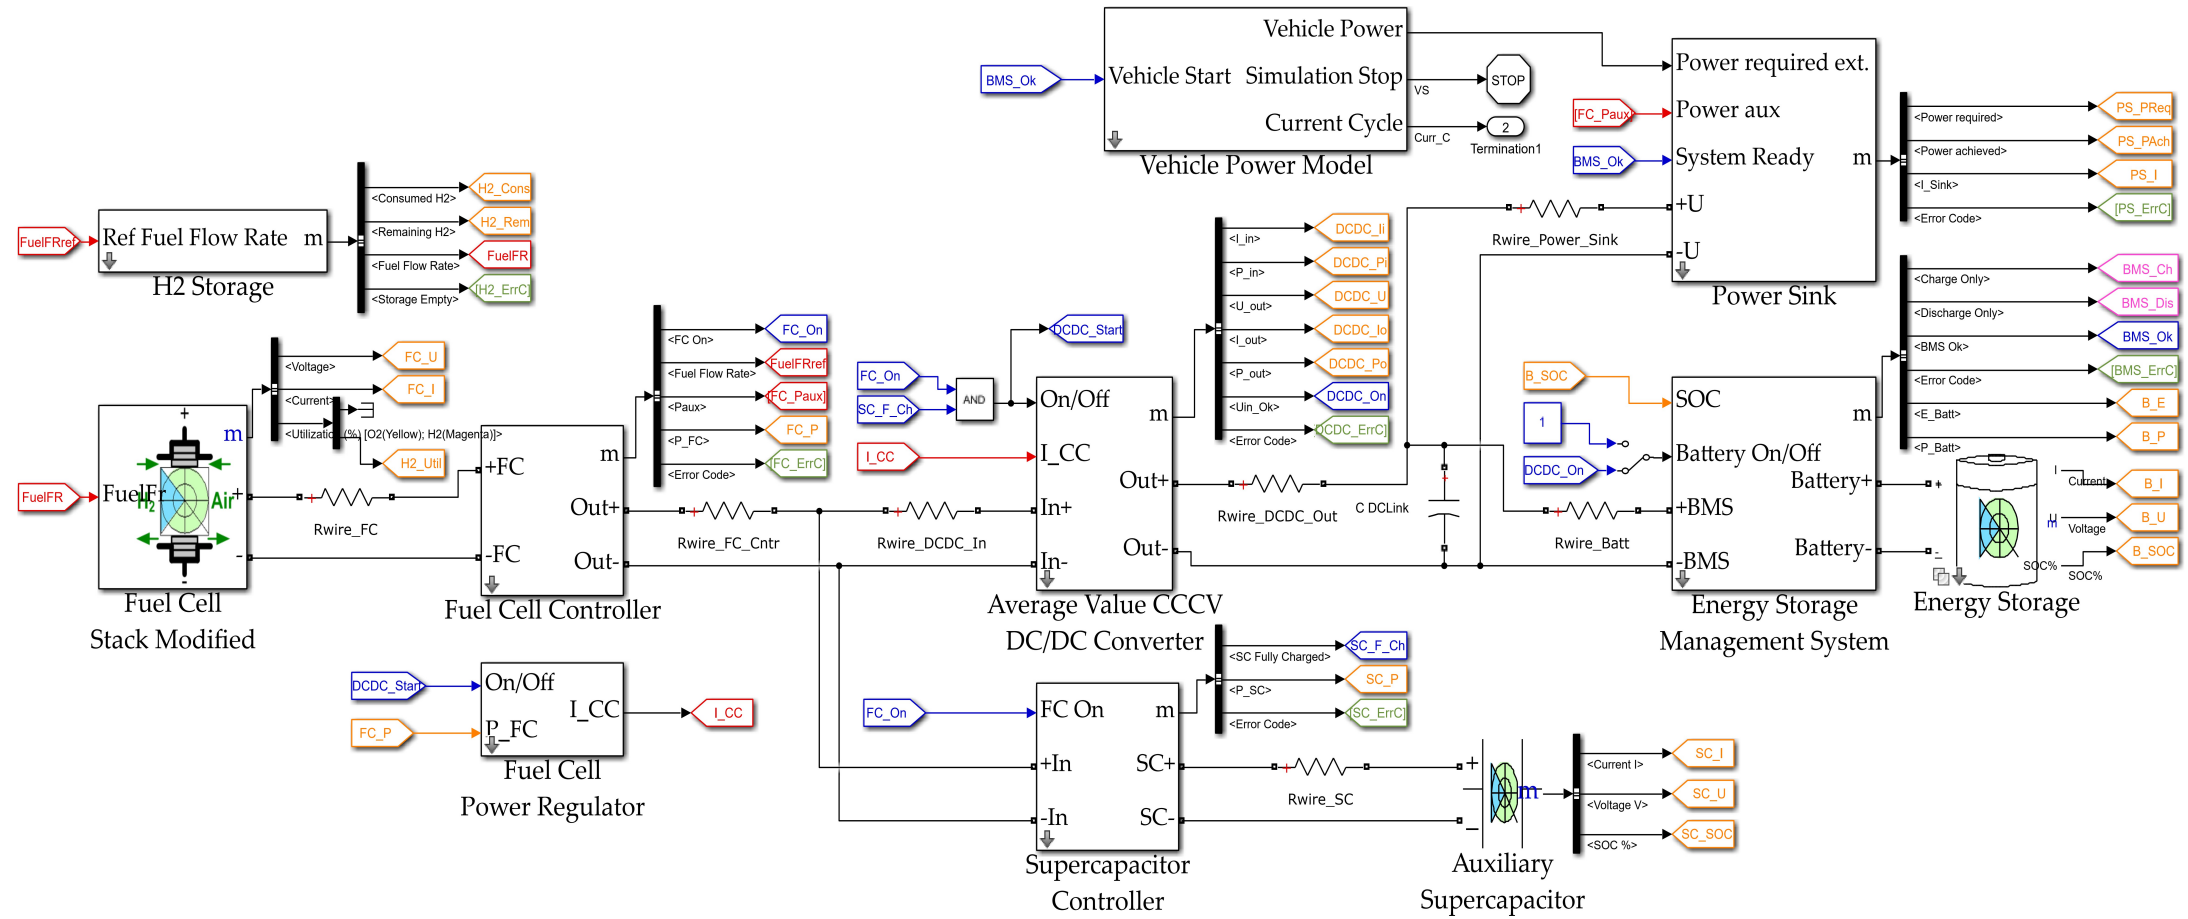 Vehicle Power
BMS_Ok
Vehicle Start
Simulation Stop
VS
STOP
Current Cycle
Curr_C
2
Termination1
Vehicle Power Model
Power required ext.
[FC_Paux]
Power aux
BMS_Ok
System Ready
m
+U
-U
Rwire_Power_Sink
Power Sink
<Power required>
PS_PReq
<Power achieved>
PS_PAch
<I_Sink>
PS_I
<Error Code>
[PS_ErrC]
FuelFRref
Ref Fuel Flow Rate
m
H2 Storage
<Consumed H2>
H2_Cons
<Remaining H2>
H2_Rem
<Fuel Flow Rate>
FuelFR
<Storage Empty>
[H2_ErrC]
<Voltage>
FC_U
<Current>
FC_I
<Utilization (%) [O2(Yellow); H2(Magenta)]>
H2_Util
FuelFR
FuelFr
m
+
H2
Air
+
-
-
Fuel Cell
Stack Modified
Rwire_FC
+FC
-FC
m
Out+
Out-
Fuel Cell Controller
<FC On>
FC_On
<Fuel Flow Rate>
FuelFRref
<Paux>
[FC_Paux]
<P_FC>
FC_P
<Error Code>
[FC_ErrC]
Rwire_FC_Cntr
Rwire_DCDC_In
FC_On
SC_F_Ch
AND
DCDC_Start
I_CC
On/Off
I_CC
In+
In-
m
Out+
Out-
Average Value CCCV
DC/DC Converter
<I_in>
DCDC_Ii
<P_in>
DCDC_Pi
<U_out>
DCDC_U
<I_out>
DCDC_Io
<P_out>
DCDC_Po
<Uin_Ok>
DCDC_On
<Error Code>
[DCDC_ErrC]
Rwire_DCDC_Out
C DCLink
B_SOC
1
DCDC_On
Rwire_Batt
SOC
Battery On/Off
+BMS
-BMS
m
Battery+
Battery-
Energy Storage
Management System
<Charge Only>
BMS_Ch
<Discharge Only>
BMS_Dis
<BMS Ok>
BMS_Ok
<Error Code>
[BMS_ErrC]
<E_Batt>
B_E
<P_Batt>
B_P
+
-
I
Current
B_I
U
m
Voltage
B_U
SOC%
SOC%
B_SOC
Energy Storage
DCDC_Start
FC_P
On/Off
P_FC
I_CC
I_CC
Fuel Cell
Power Regulator
FC_On
FC On
+In
-In
m
SC+
SC-
Supercapacitor
Controller
<SC Fully Charged>
SC_F_Ch
<P_SC>
SC_P
<Error Code>
[SC_ErrC]
Rwire_SC
+
m
−
Auxiliary
Supercapacitor
<Current I>
SC_I
<Voltage V>
SC_U
<SOC %>
SC_SOC